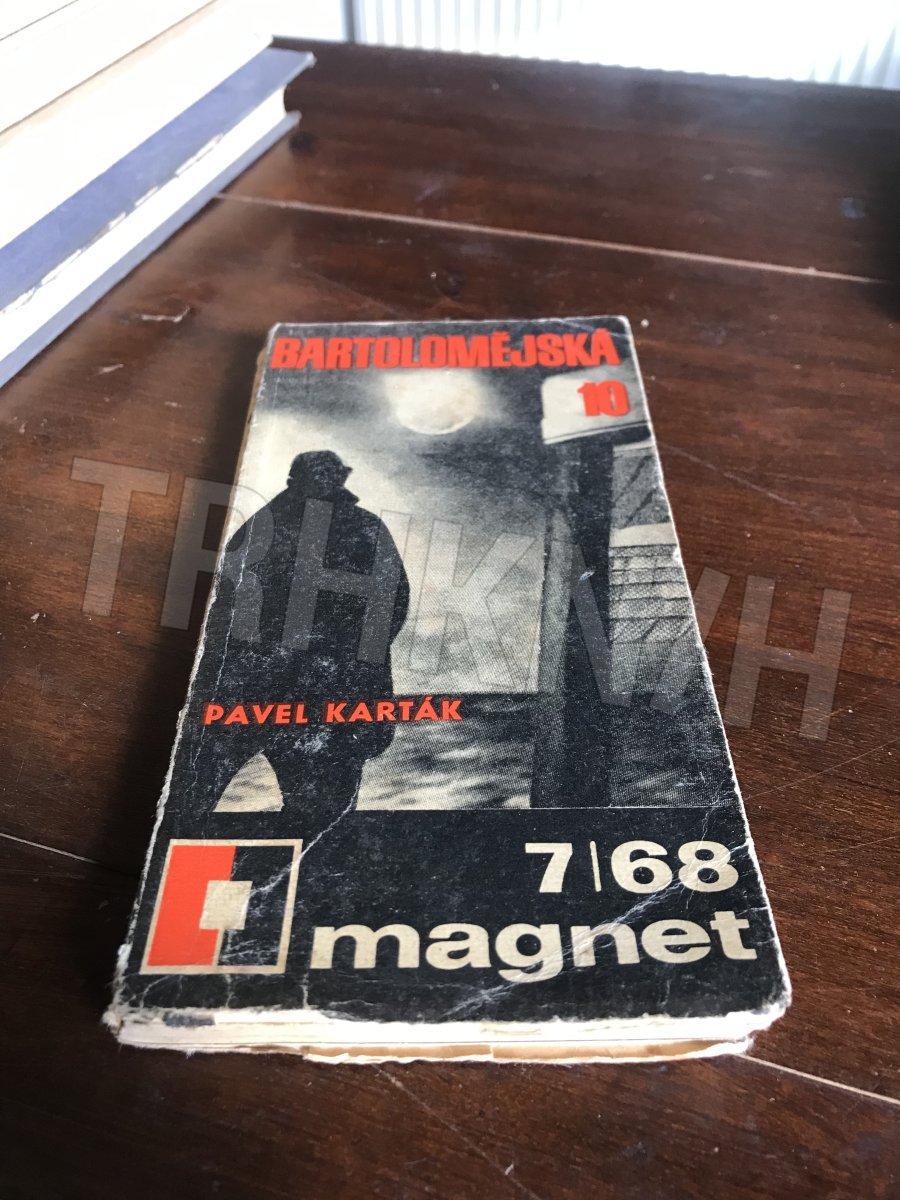 BARTOLOMĚJSKÁ
10
PAVEL KARTÁK
7|68
magnet
TRHKNIH